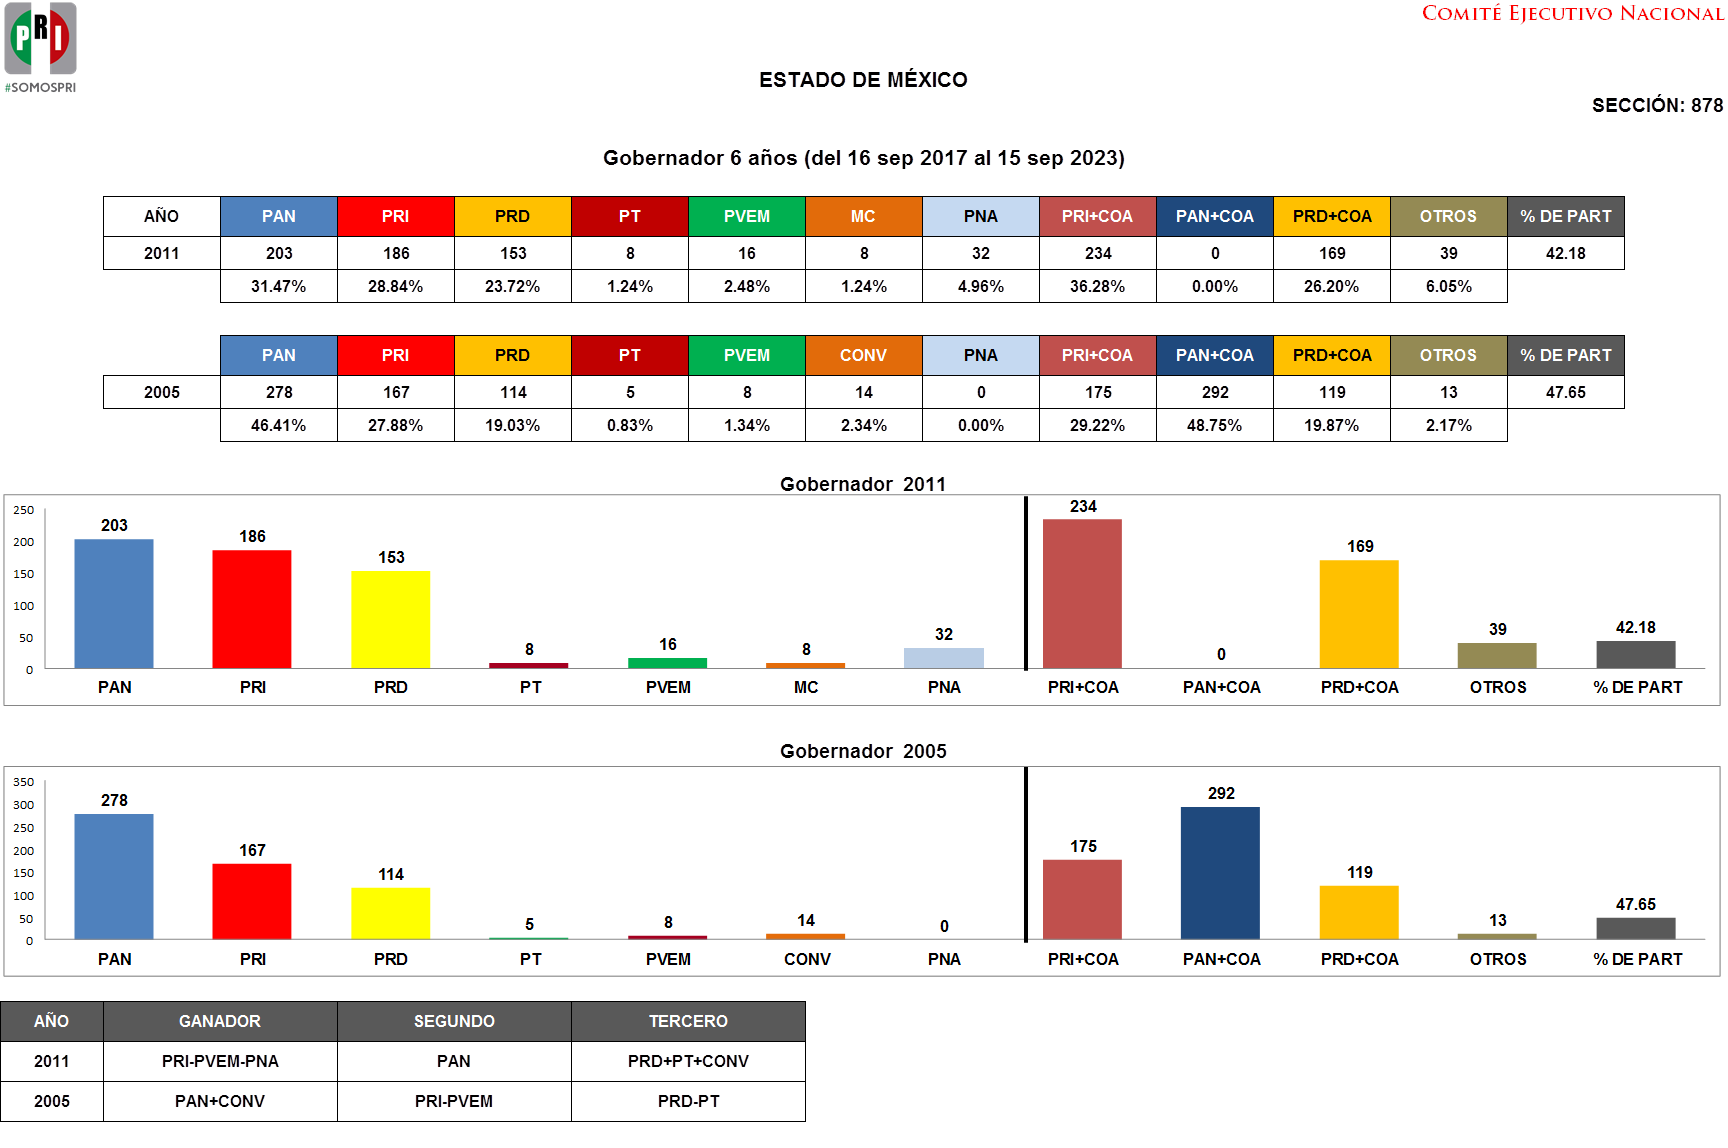 PRI
#SOMOSPRI
COMITÉ EJECUTIVO NACIONAL
ESTADO DE MÉXICO
SECCIÓN: 878
Gobernador 6 años (del 16 sep 2017 al 15 sep 2023)
AÑO PAN PRI PRD PT PVEM MC PNA PRI+COA PAN+COA PRD+COA OTROS % DE PART
2011 203 186 153 8 16 8 32 234 0 169 39 42.18
31.47% 28.84% 23.72% 1.24% 2.48% 1.24% 4.96% 36.28% 0.00% 26.20% 6.05%
PAN PRI PRD PT PVEM CONV PNA PRI+COA PAN+COA PRD+COA OTROS % DE PART
2005 278 167 114 5 8 14 0 175 292 119 13 47.65
46.41% 27.88% 19.03% 0.83% 1.34% 2.34% 0.00% 29.22% 48.75% 19.87% 2.17%
Gobernador 2011
250
200
150
100
50
0
203 186 153 8 16 8 32 234 0 169 39 42.18
PAN PRI PRD PT PVEM MC PNA PRI+COA PAN+COA PRD+COA OTROS % DE PART
Gobernador 2005
350
300
250
200
150
100
50
0
278 167 114 5 8 14 0 175 292 119 13 47.65
PAN PRI PRD PT PVEM CONV PNA PRI+COA PAN+COA PRD+COA OTROS % DE PART
AÑO GANADOR SEGUNDO TERCERO
2011 PRI-PVEM-PNA PAN PRD+PT+CONV
2005 PAN+CONV PRI-PVEM PRD-PT